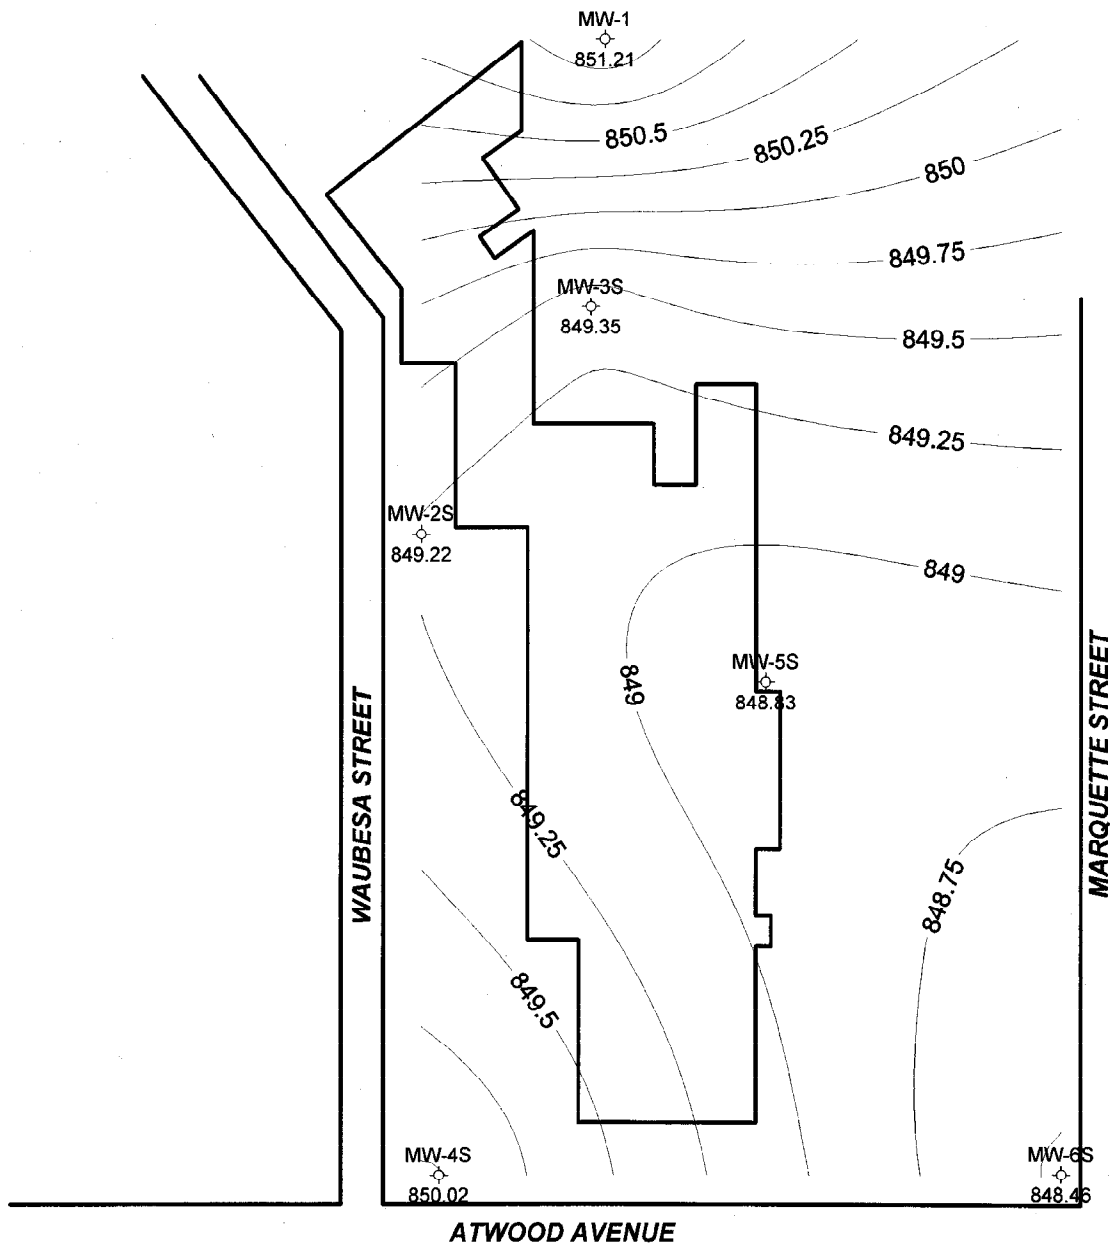 MW-1
851.21
850.5
850.25
850
849.75
MW-3S
849.35
849.5
849.25
MW-2S
849.22
849
MW-5S
848.83
849
WAUBESA STREET
MARQUETTE STREET
849.25
848.75
849.5
MW-4S
850.02
MW-6S
848.46
ATWOOD AVENUE